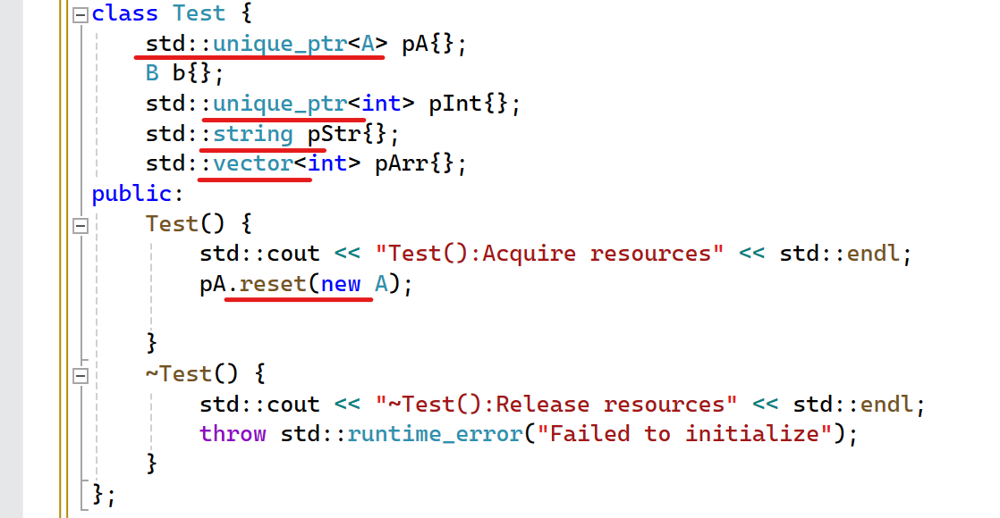 class Test {
    std::unique_ptr<A> pA{};
    B b{};
    std::unique_ptr<int> pInt{};
    std::string pStr{};
    std::vector<int> pArr{};
public:
    Test() {
        std::cout << "Test():Acquire resources" << std::endl;
        pA.reset(new A);
    }
    ~Test() {
        std::cout << "~Test():Release resources" << std::endl;
        throw std::runtime_error("Failed to initialize");
    }
};